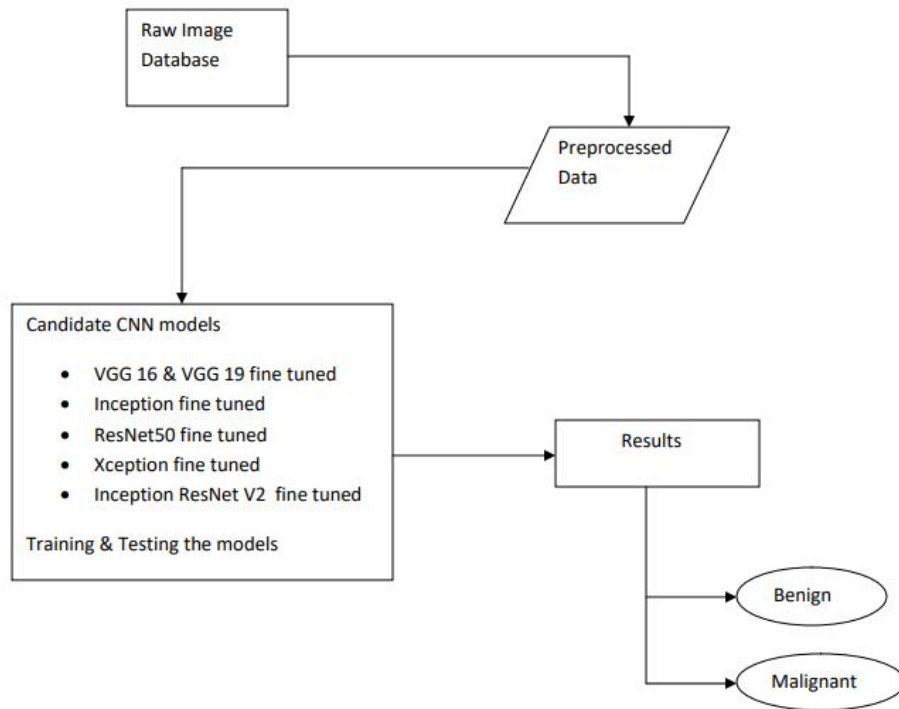 Raw Image
Database
Preprocessed
Data
Candidate CNN models
• VGG 16 & VGG 19 fine tuned
• Inception fine tuned
• ResNet50 fine tuned
• Xception fine tuned
• Inception ResNet V2  fine tuned
Training & Testing the models
Results
Benign
Malignant